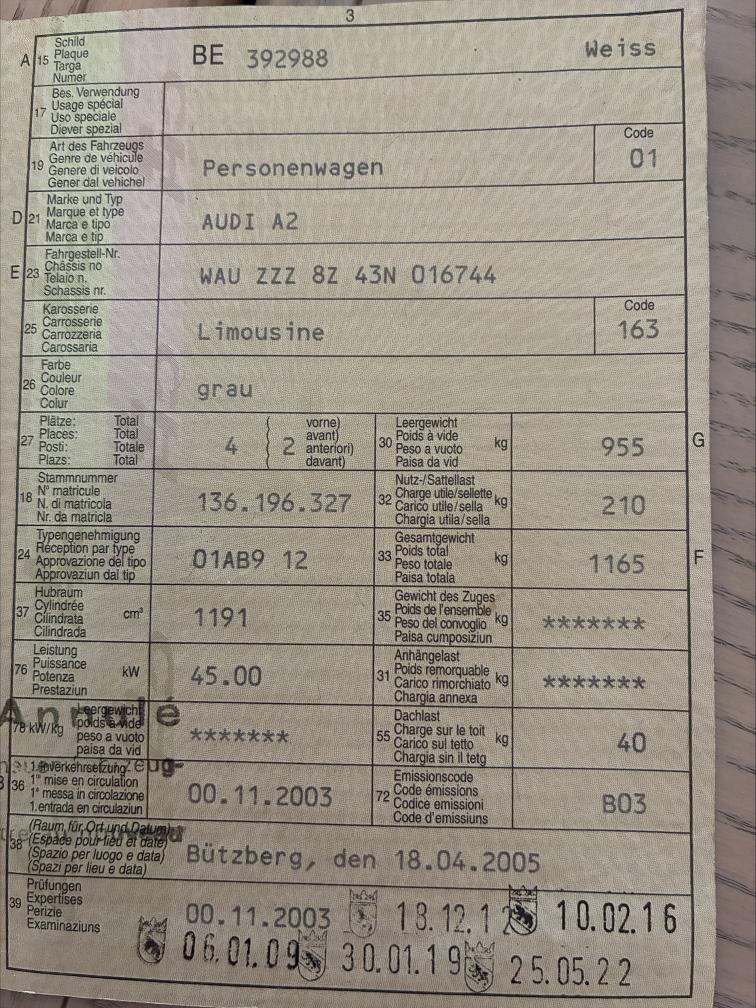 3
A 15 Schild Plaque Targa Numer BE 392988 Weiss
17 Bes. Verwendung Usage spécial Uso speciale Diever spezial
19 Art des Fahrzeugs Genre de véhicule Genere di veicolo Gener dal vehichel Personenwagen Code 01
D 21 Marke und Typ Marque et type Marca e tipo Marca e tip AUDI A2
E 23 Fahrgestell-Nr. Châssis no Telaio n. Schassis nr. WAU ZZZ 8Z 43N 016744
25 Karosserie Carrosserie Carrozzeria Carossaria Limousine Code 163
26 Farbe Couleur Colore Colur grau
27 Plätze: Total Places: Total Posti: Totale Plazs: Total 4 ( 2 vorne) avant) anteriori) davant)
30 Leergewicht Poids à vide Peso a vuoto Paisa da vid kg 955 G
18 Stammnummer N° matricule N. di matricola Nr. da matricla 136.196.327
32 Nutz-/Sattellast Charge utile/sellette Carico utile/sella Chargia utila/sella kg 210
24 Typengenehmigung Réception par type Approvazione del tipo Approvaziun dal tip 01AB9 12
33 Gesamtgewicht Poids total Peso totale Paisa totala kg 1165 F
37 Hubraum Cylindrée Cilindrata Cilindrada cm³ 1191
35 Gewicht des Zuges Poids de l'ensemble Peso del convoglio Paisa cumposiziun kg *******
76 Leistung Puissance Potenza Prestaziun kW 45.00
31 Anhängelast Poids remorquable Carico rimorchiato Chargia annexa kg *******
Annulé
78 kW/kg Leergewicht poids à vide peso a vuoto paisa da vid *******
55 Dachlast Charge sur le toit Carico sul tetto Chargia sin il tetg kg 40
B 36 1. Inverkehrsetzung 1re mise en circulation 1a messa in circolazione 1. entrada en circulaziun 00.11.2003
72 Emissionscode Code émissions Codice emissioni Code d'emissiuns B03
38 (Raum für Ort und Datum) (Espace pour lieu et date) (Spazio per luogo e data) (Spazi per lieu e data) Bützberg, den 18.04.2005
39 Prüfungen Expertises Perizie Examinaziuns 00.11.2003 18.12.12 10.02.16
06.01.09 30.01.19 25.05.22